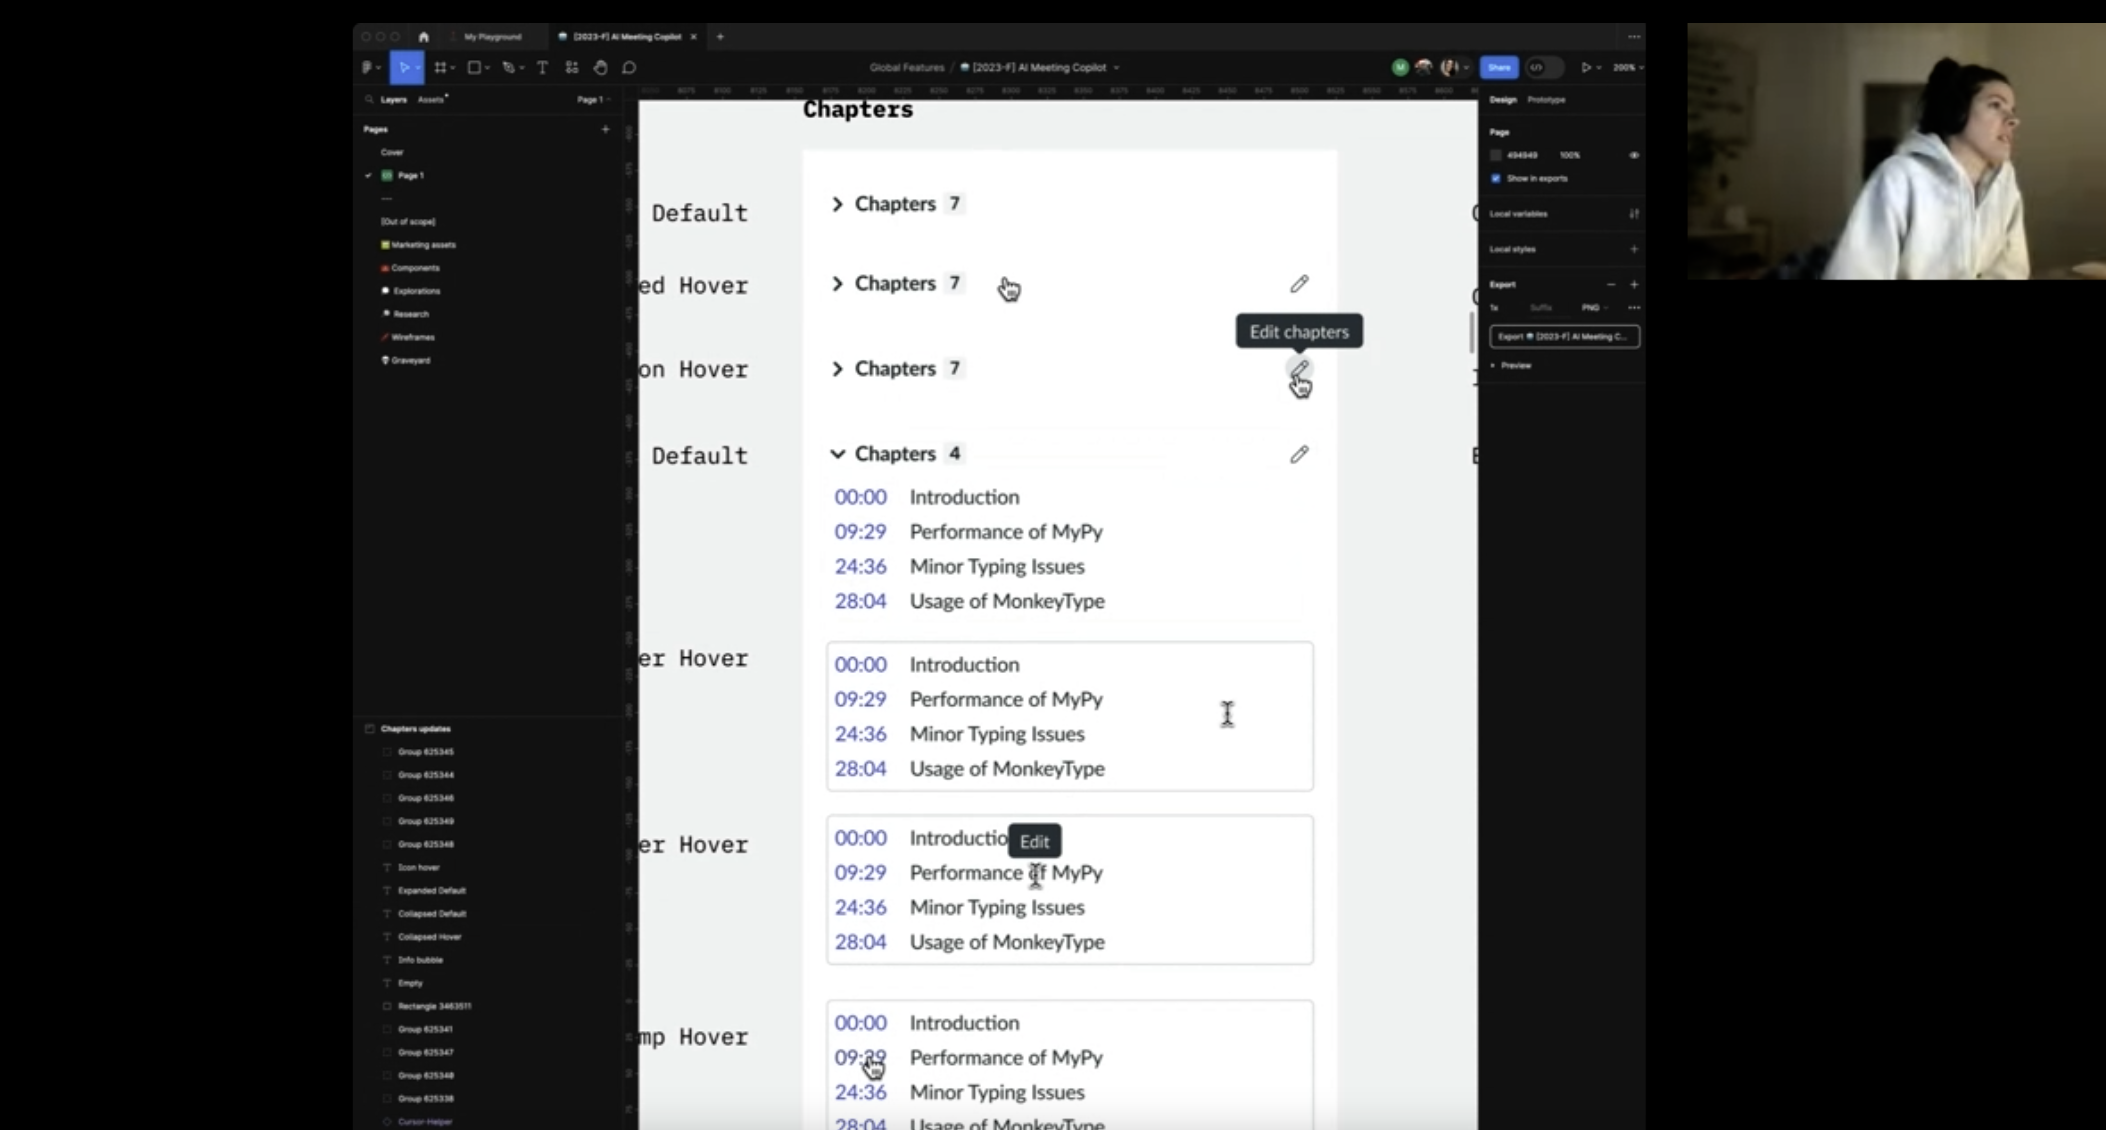 My Playground
[2023-F] AI Meeting Copilot
Global Features / [2023-F] AI Meeting Copilot
M
Share
200%
Layers
Assets
Page 1
Pages
Cover
Page 1
---
[Out of scope]
Marketing assets
Components
Explorations
Research
Wireframes
Graveyard
Chapters updates
Group 625345
Group 625344
Group 625346
Group 625349
Group 625348
Icon hover
Expanded Default
Collapsed Default
Collapsed Hover
Info bubble
Empty
Rectangle 3463511
Group 625341
Group 625347
Group 625340
Group 625338
Cursor-Helper
Chapters
Default
Chapters 7
ed Hover
Chapters 7
Edit chapters
on Hover
Chapters 7
Default
Chapters 4
00:00 Introduction
09:29 Performance of MyPy
24:36 Minor Typing Issues
28:04 Usage of MonkeyType
er Hover
00:00 Introduction
09:29 Performance of MyPy
24:36 Minor Typing Issues
28:04 Usage of MonkeyType
er Hover
00:00 Introductio
Edit
09:29 Performance of MyPy
24:36 Minor Typing Issues
28:04 Usage of MonkeyType
mp Hover
00:00 Introduction
09:29 Performance of MyPy
24:36 Minor Typing Issues
28:04 Usage of MonkeyType
Design
Prototype
Page
494949 100%
Show in exports
Local variables
Local styles
Export
1x Suffix PNG
Export [2023-F] AI Meeting C...
Preview